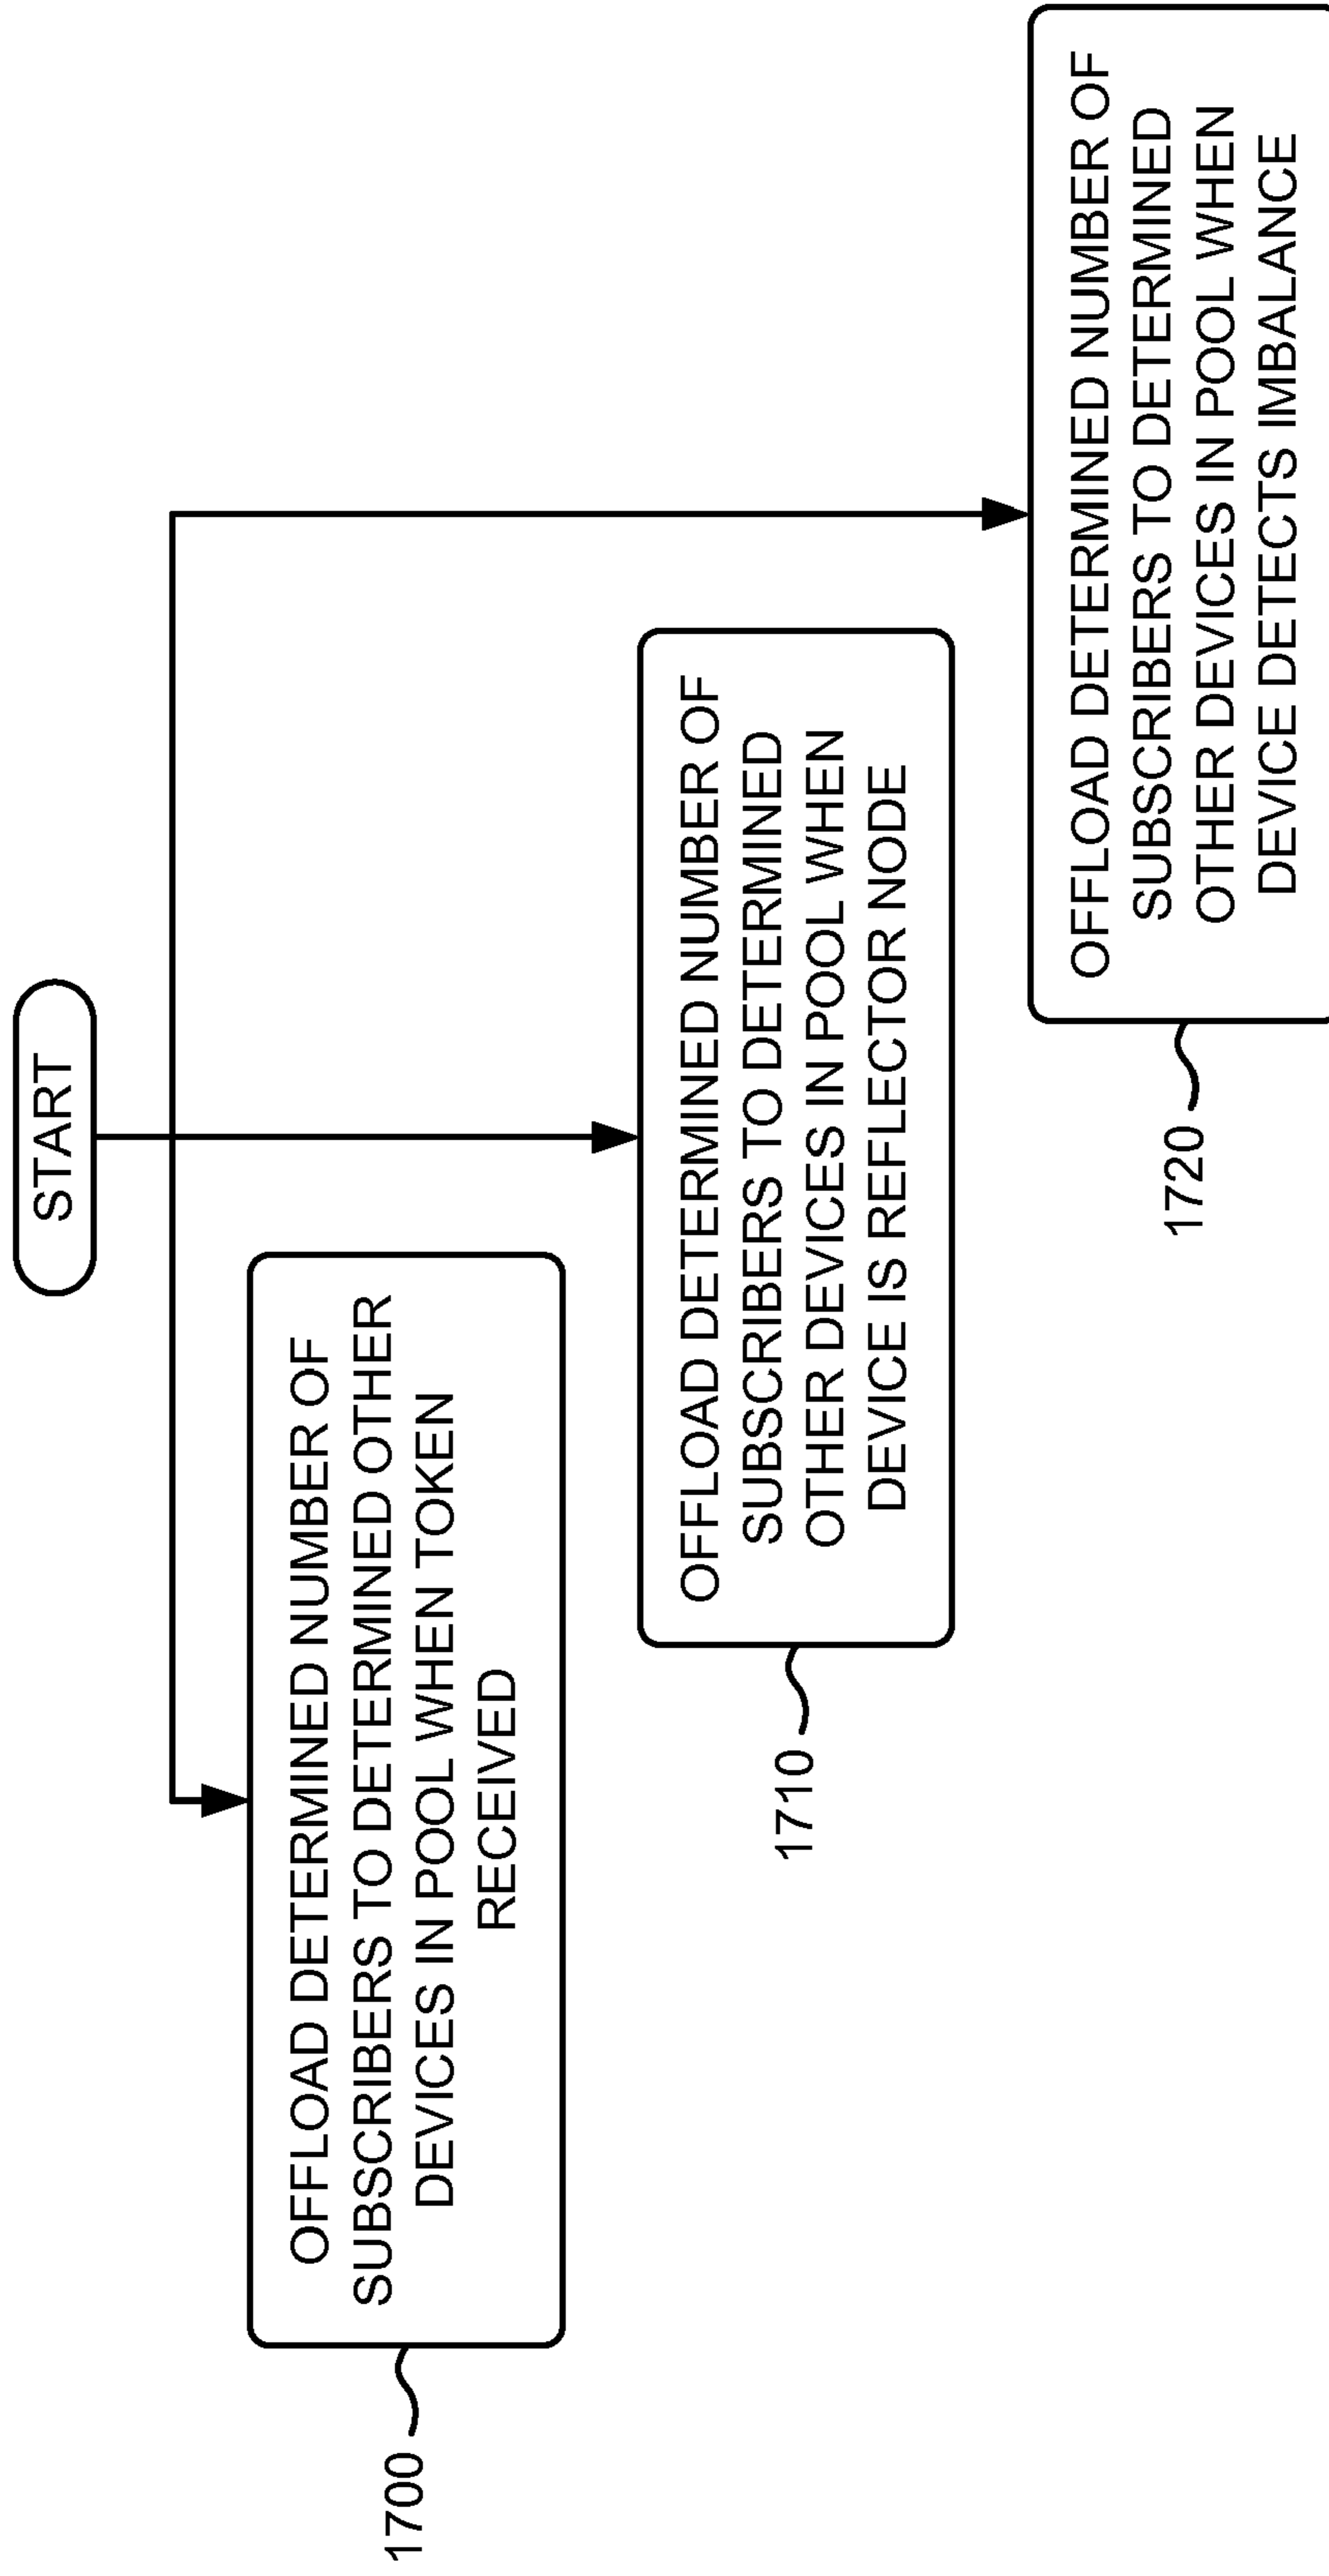 START
OFFLOAD DETERMINED NUMBER OF
SUBSCRIBERS TO DETERMINED OTHER
DEVICES IN POOL WHEN TOKEN
RECEIVED
1700
OFFLOAD DETERMINED NUMBER OF
SUBSCRIBERS TO DETERMINED
OTHER DEVICES IN POOL WHEN
DEVICE IS REFLECTOR NODE
1710
OFFLOAD DETERMINED NUMBER OF
SUBSCRIBERS TO DETERMINED
OTHER DEVICES IN POOL WHEN
DEVICE DETECTS IMBALANCE
1720